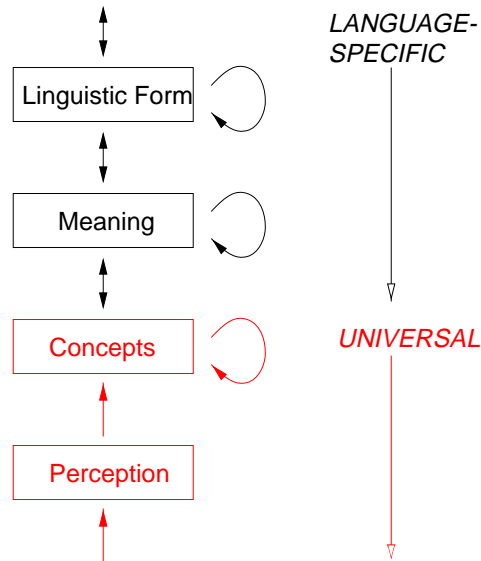 LANGUAGE-
SPECIFIC
Linguistic Form
Meaning
Concepts
UNIVERSAL
Perception